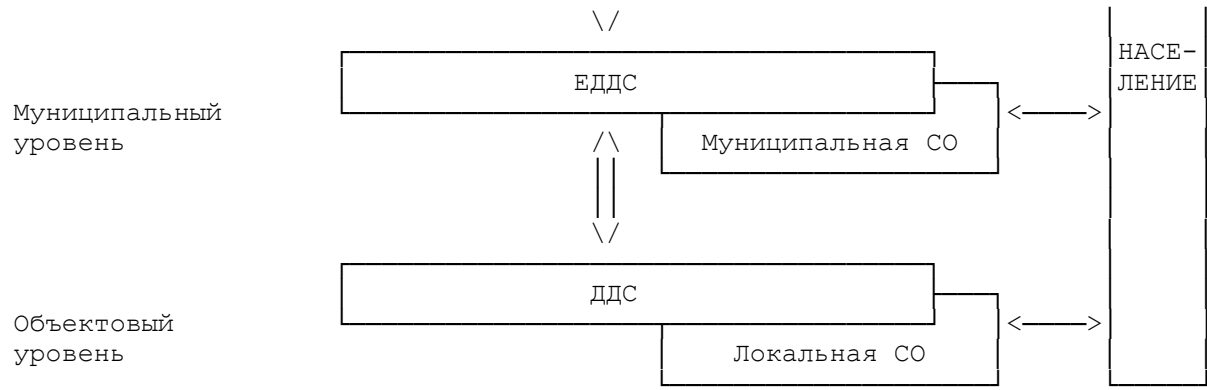 НАСЕ-
ЕДДС ЛЕНИЕ
Муниципальный
уровень Муниципальная СО
ДДС
Объектовый
уровень Локальная СО